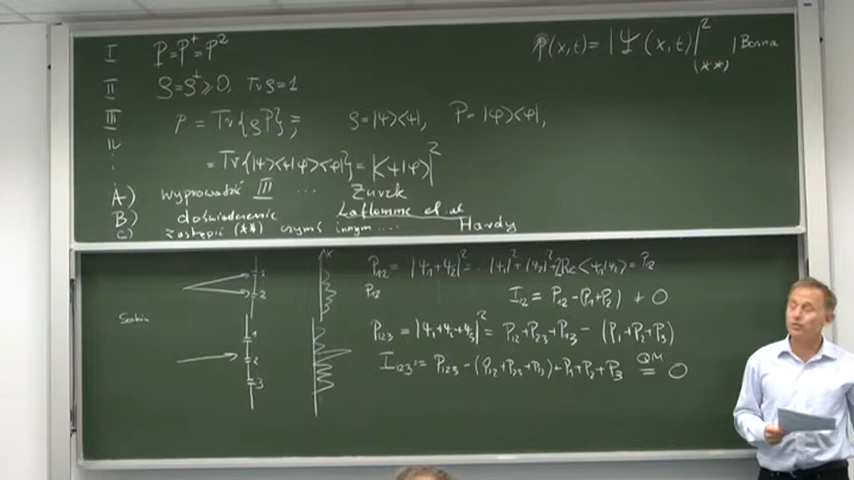 I P = P⁺ = P²
p(x,t) = |Ψ(x,t)|² | Borna
(**)
II ρ = ρ⁺ ⩾ 0, Trρ = 1
III p = Tr{ρP}; ρ = |ψ><ψ|, P = |φ><φ|,
IV
= Tr{|ψ><ψ|φ><φ|} = |<ψ|φ>|²
A) wyprowadzić III ... Zurek
B) doświadczenie Laflamme et al
C) zastąpić (**) czymś innym ... Hardy
1
2
x
P₁₂ = |ψ₁+ψ₂|² = |ψ₁|²+|ψ₂|²+2Re<ψ₁|ψ₂> = P₁₂
P₁₂
I₁₂ = P₁₂-(P₁+P₂) ≠ 0
Sorkin
1
2
3
P₁₂₃ = |ψ₁+ψ₂+ψ₃|² = P₁₂+P₂₃+P₁₃ - (P₁+P₂+P₃)
I₁₂₃ := P₁₂₃ - (P₁₂+P₂₃+P₁₃)+P₁+P₂+P₃ QM = 0